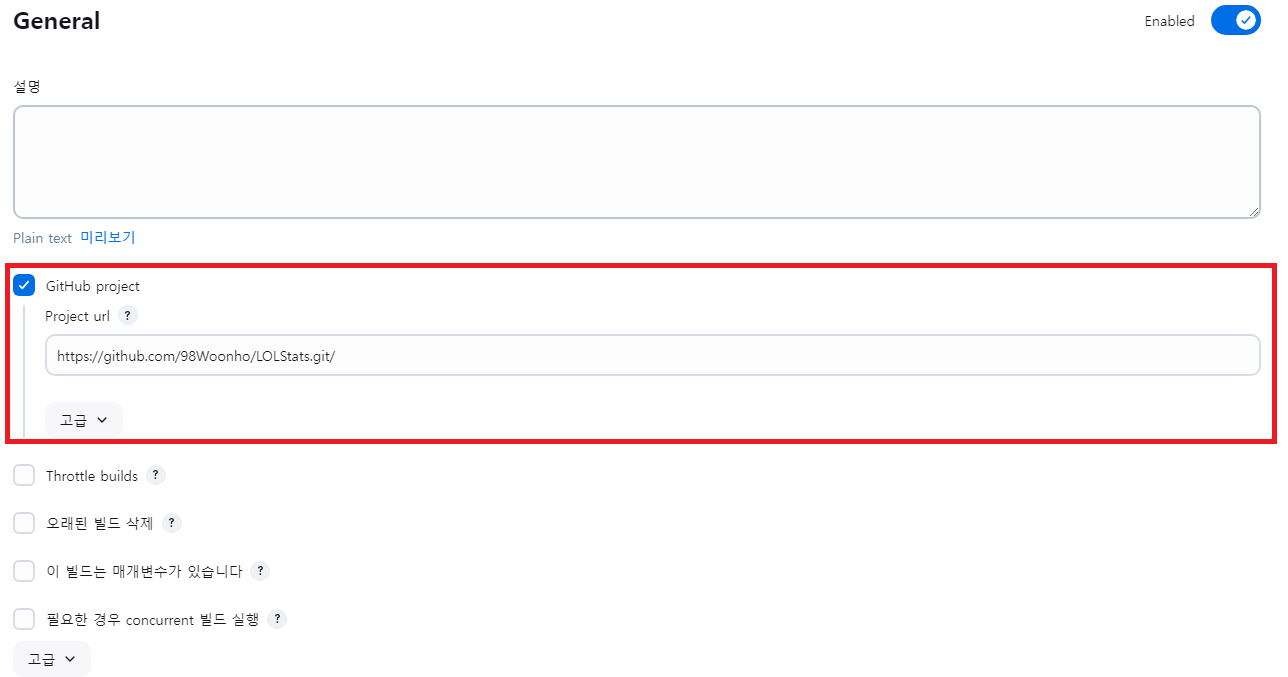 General
Enabled
설명
Plain text 미리보기
GitHub project
Project url ?
https://github.com/98Woonho/LOLStats.git/
고급
Throttle builds ?
오래된 빌드 삭제 ?
이 빌드는 매개변수가 있습니다 ?
필요한 경우 concurrent 빌드 실행 ?
고급